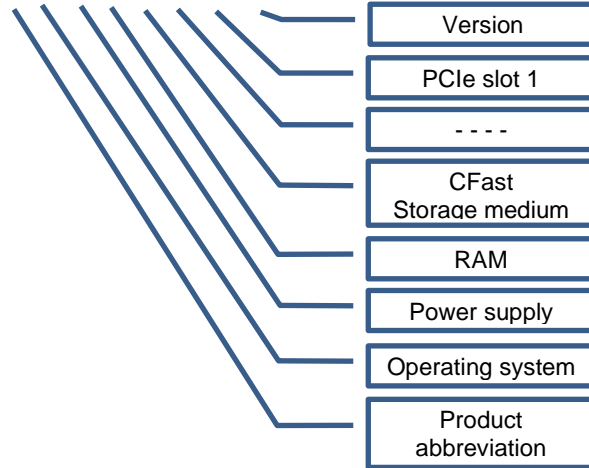 Version
PCIe slot 1
- - - -
CFast
Storage medium
RAM
Power supply
Operating system
Product
abbreviation